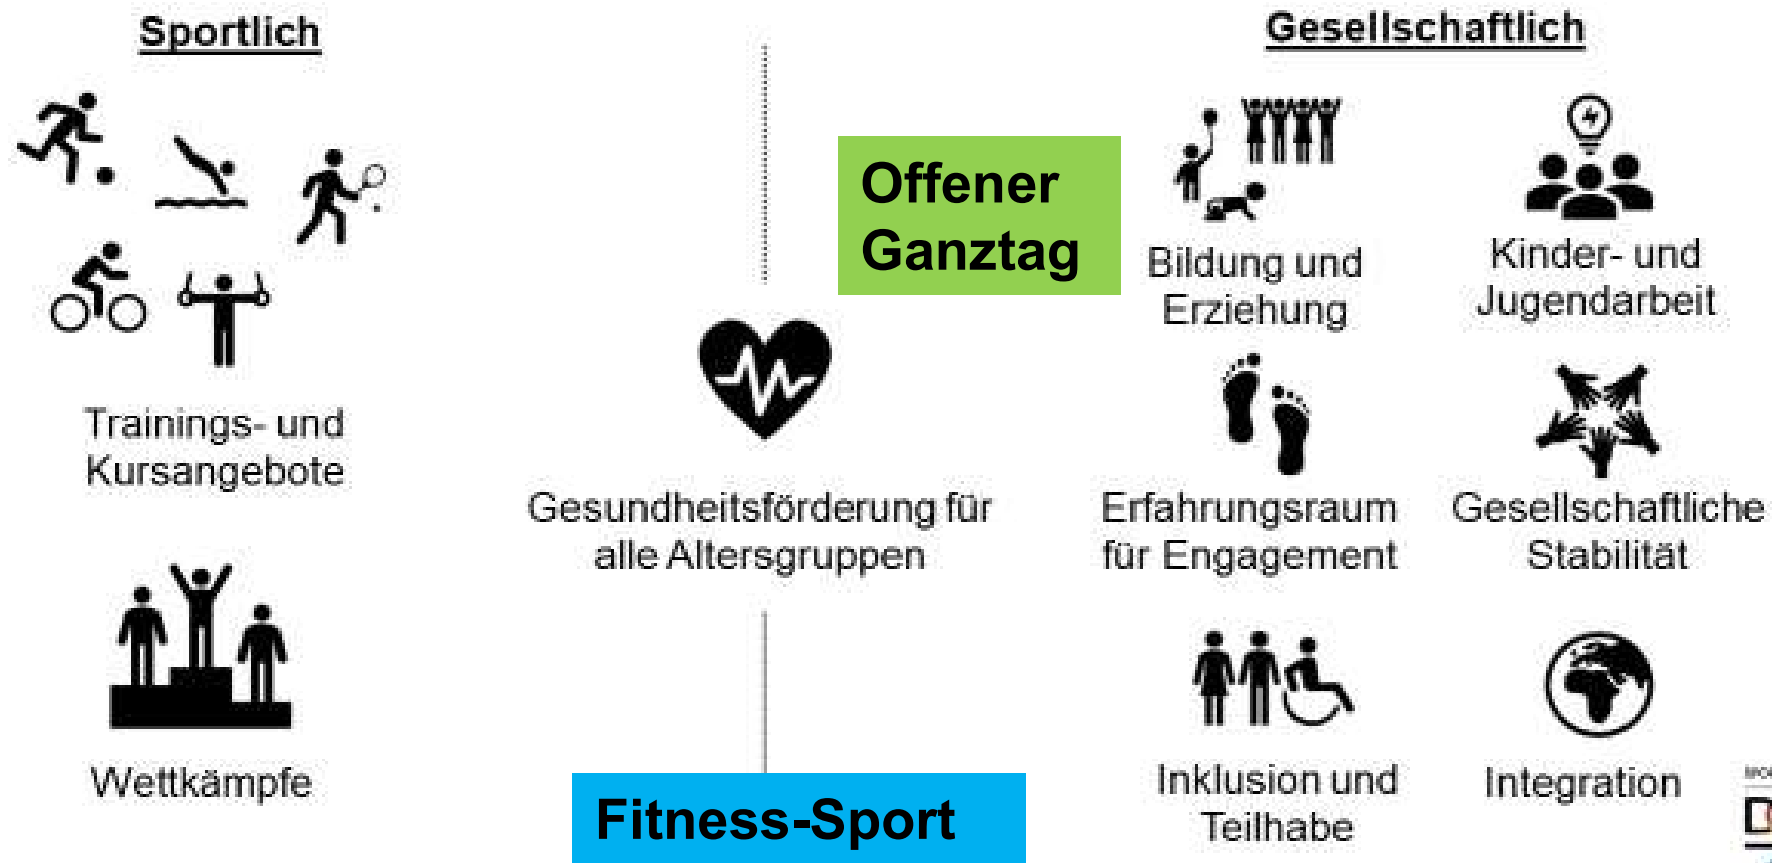 Sportlich
Trainings- und
Kursangebote
Wettkämpfe
Gesundheitsförderung für
alle Altersgruppen
Fitness-Sport
Offener
Ganztag
Gesellschaftlich
Bildung und
Erziehung
Kinder- und
Jugendarbeit
Erfahrungsraum
für Engagement
Gesellschaftliche
Stabilität
Inklusion und
Teilhabe
Integration